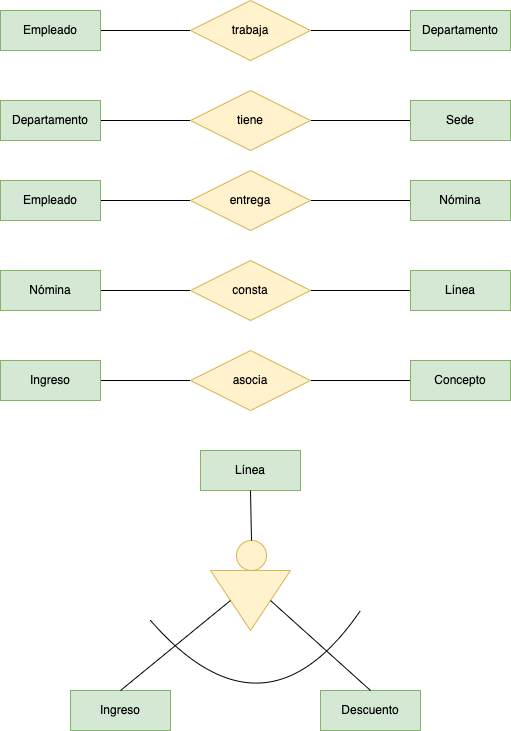 Empleado trabaja Departamento
Departamento tiene Sede
Empleado entrega Nómina
Nómina consta Línea
Ingreso asocia Concepto
Línea
Ingreso Descuento